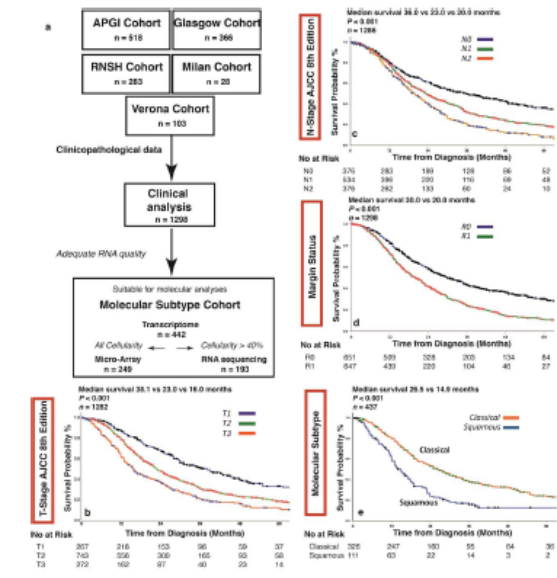 a
APGI Cohort
n = 518
Glasgow Cohort
n = 366
RNSH Cohort
n = 283
Milan Cohort
n = 28
Verona Cohort
n = 103
Clinicopathological data
Clinical
analysis
n = 1298
Adequate RNA quality
Suitable for molecular analyses
Molecular Subtype Cohort
Transcriptome
n = 442
All Cellularity
Cellularity > 40%
Micro-Array
n = 249
RNA sequencing
n = 193
T-Stage AJCC 8th Edition
Median survival 38.1 vs 23.0 vs 16.0 months
P < 0.001
n = 1282
T1
T2
T3
Survival Probability %
b
No at Risk
Time from Diagnosis (Months)
T1 267 216 153 96 59 37
T2 743 556 300 165 93 58
T3 272 162 87 40 23 14
N-Stage AJCC 8th Edition
Median survival 36.0 vs 23.0 vs 20.0 months
P < 0.001
n = 1286
N0
N1
N2
Survival Probability %
c
No at Risk
Time from Diagnosis (Months)
N0 376 283 189 128 86 52
N1 534 396 220 116 69 48
N2 376 262 133 60 24 10
Margin Status
Median survival 30.0 vs 20.0 months
P < 0.001
n = 1298
R0
R1
Survival Probability %
d
No at Risk
Time from Diagnosis (Months)
R0 651 509 328 203 134 84
R1 647 439 220 104 46 27
Molecular Subtype
Median survival 26.5 vs 14.9 months
P < 0.001
n = 437
Classical
Squamous
Survival Probability %
Classical
Squamous
e
No at Risk
Time from Diagnosis (Months)
Classical 326 247 160 95 64 36
Squamous 111 63 22 14 3 2